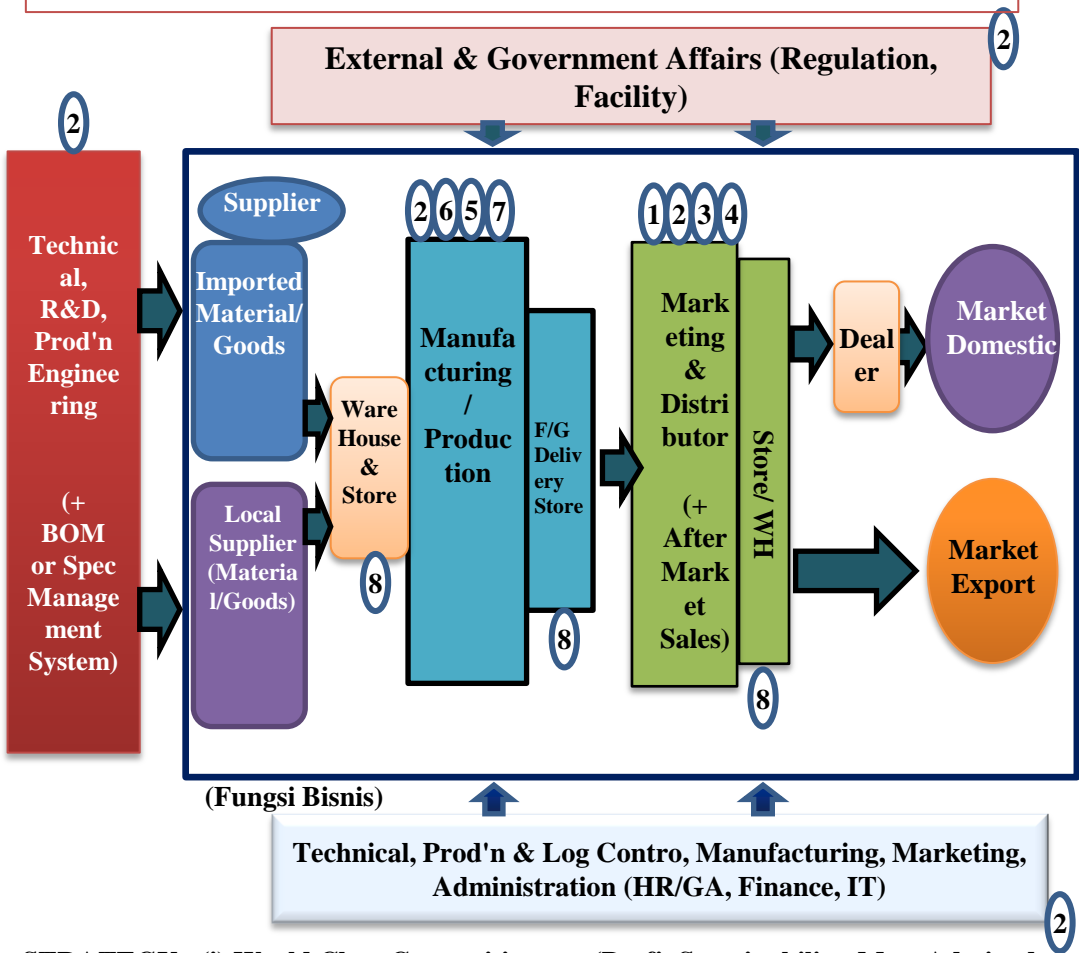 2
External & Government Affairs (Regulation,
Facility)
2
Technic
al,
R&D,
Prod'n
Enginee
ring
(+
BOM
or Spec
Manage
ment
System)
Supplier
Imported
Material/
Goods
Local
Supplier
(Materia
l/Goods)
Ware
House
&
Store
8
2 6 5 7
Manufa
cturing
/
Produc
tion
F/G
Deliv
ery
Store
8
1 2 3 4
Mark
eting
&
Distri
butor
(+
After
Mark
et
Sales)
Store/ WH
8
Deal
er
Market
Domestic
Market
Export
(Fungsi Bisnis)
Technical, Prod'n & Log Contro, Manufacturing, Marketing,
Administration (HR/GA, Finance, IT)
2